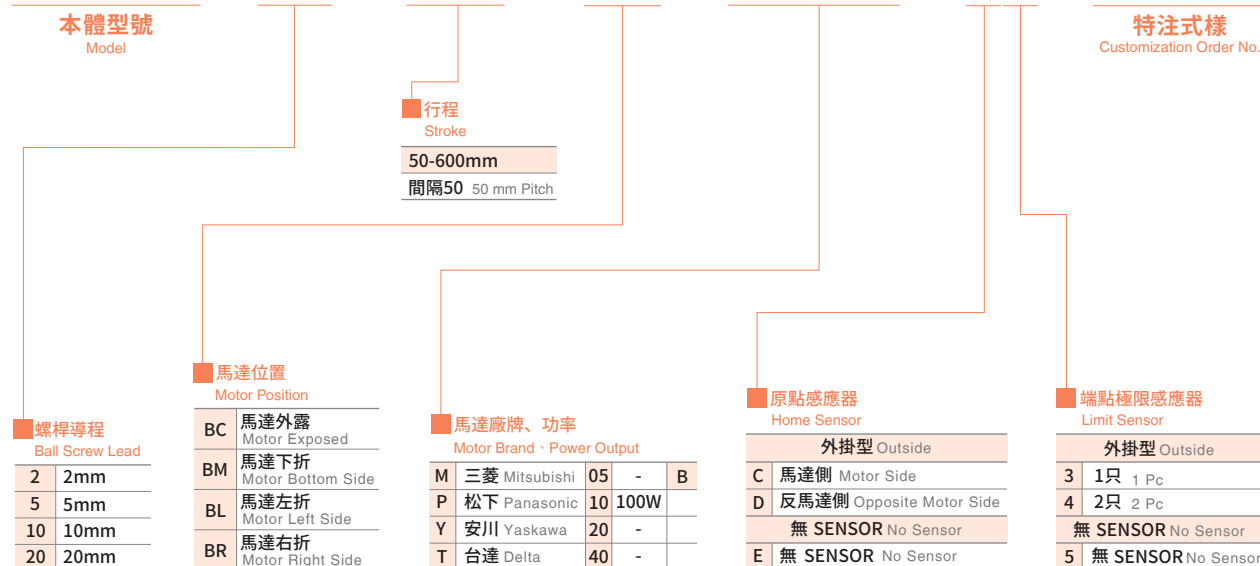 本體型號
Model
特注式樣
Customization Order No.
行程
Stroke
50-600mm
間隔50 50 mm Pitch
螺桿導程
Ball Screw Lead
2 2mm
5 5mm
10 10mm
20 20mm
馬達位置
Motor Position
BC 馬達外露
Motor Exposed
BM 馬達下折
Motor Bottom Side
BL 馬達左折
Motor Left Side
BR 馬達右折
Motor Right Side
馬達廠牌、功率
Motor Brand、Power Output
M 三菱 Mitsubishi 05 - B
P 松下 Panasonic 10 100W
Y 安川 Yaskawa 20 -
T 台達 Delta 40 -
原點感應器
Home Sensor
外掛型 Outside
C 馬達側 Motor Side
D 反馬達側 Opposite Motor Side
無 SENSOR No Sensor
E 無 SENSOR No Sensor
端點極限感應器
Limit Sensor
外掛型 Outside
3 1只 1 Pc
4 2只 2 Pc
無 SENSOR No Sensor
5 無 SENSOR No Sensor